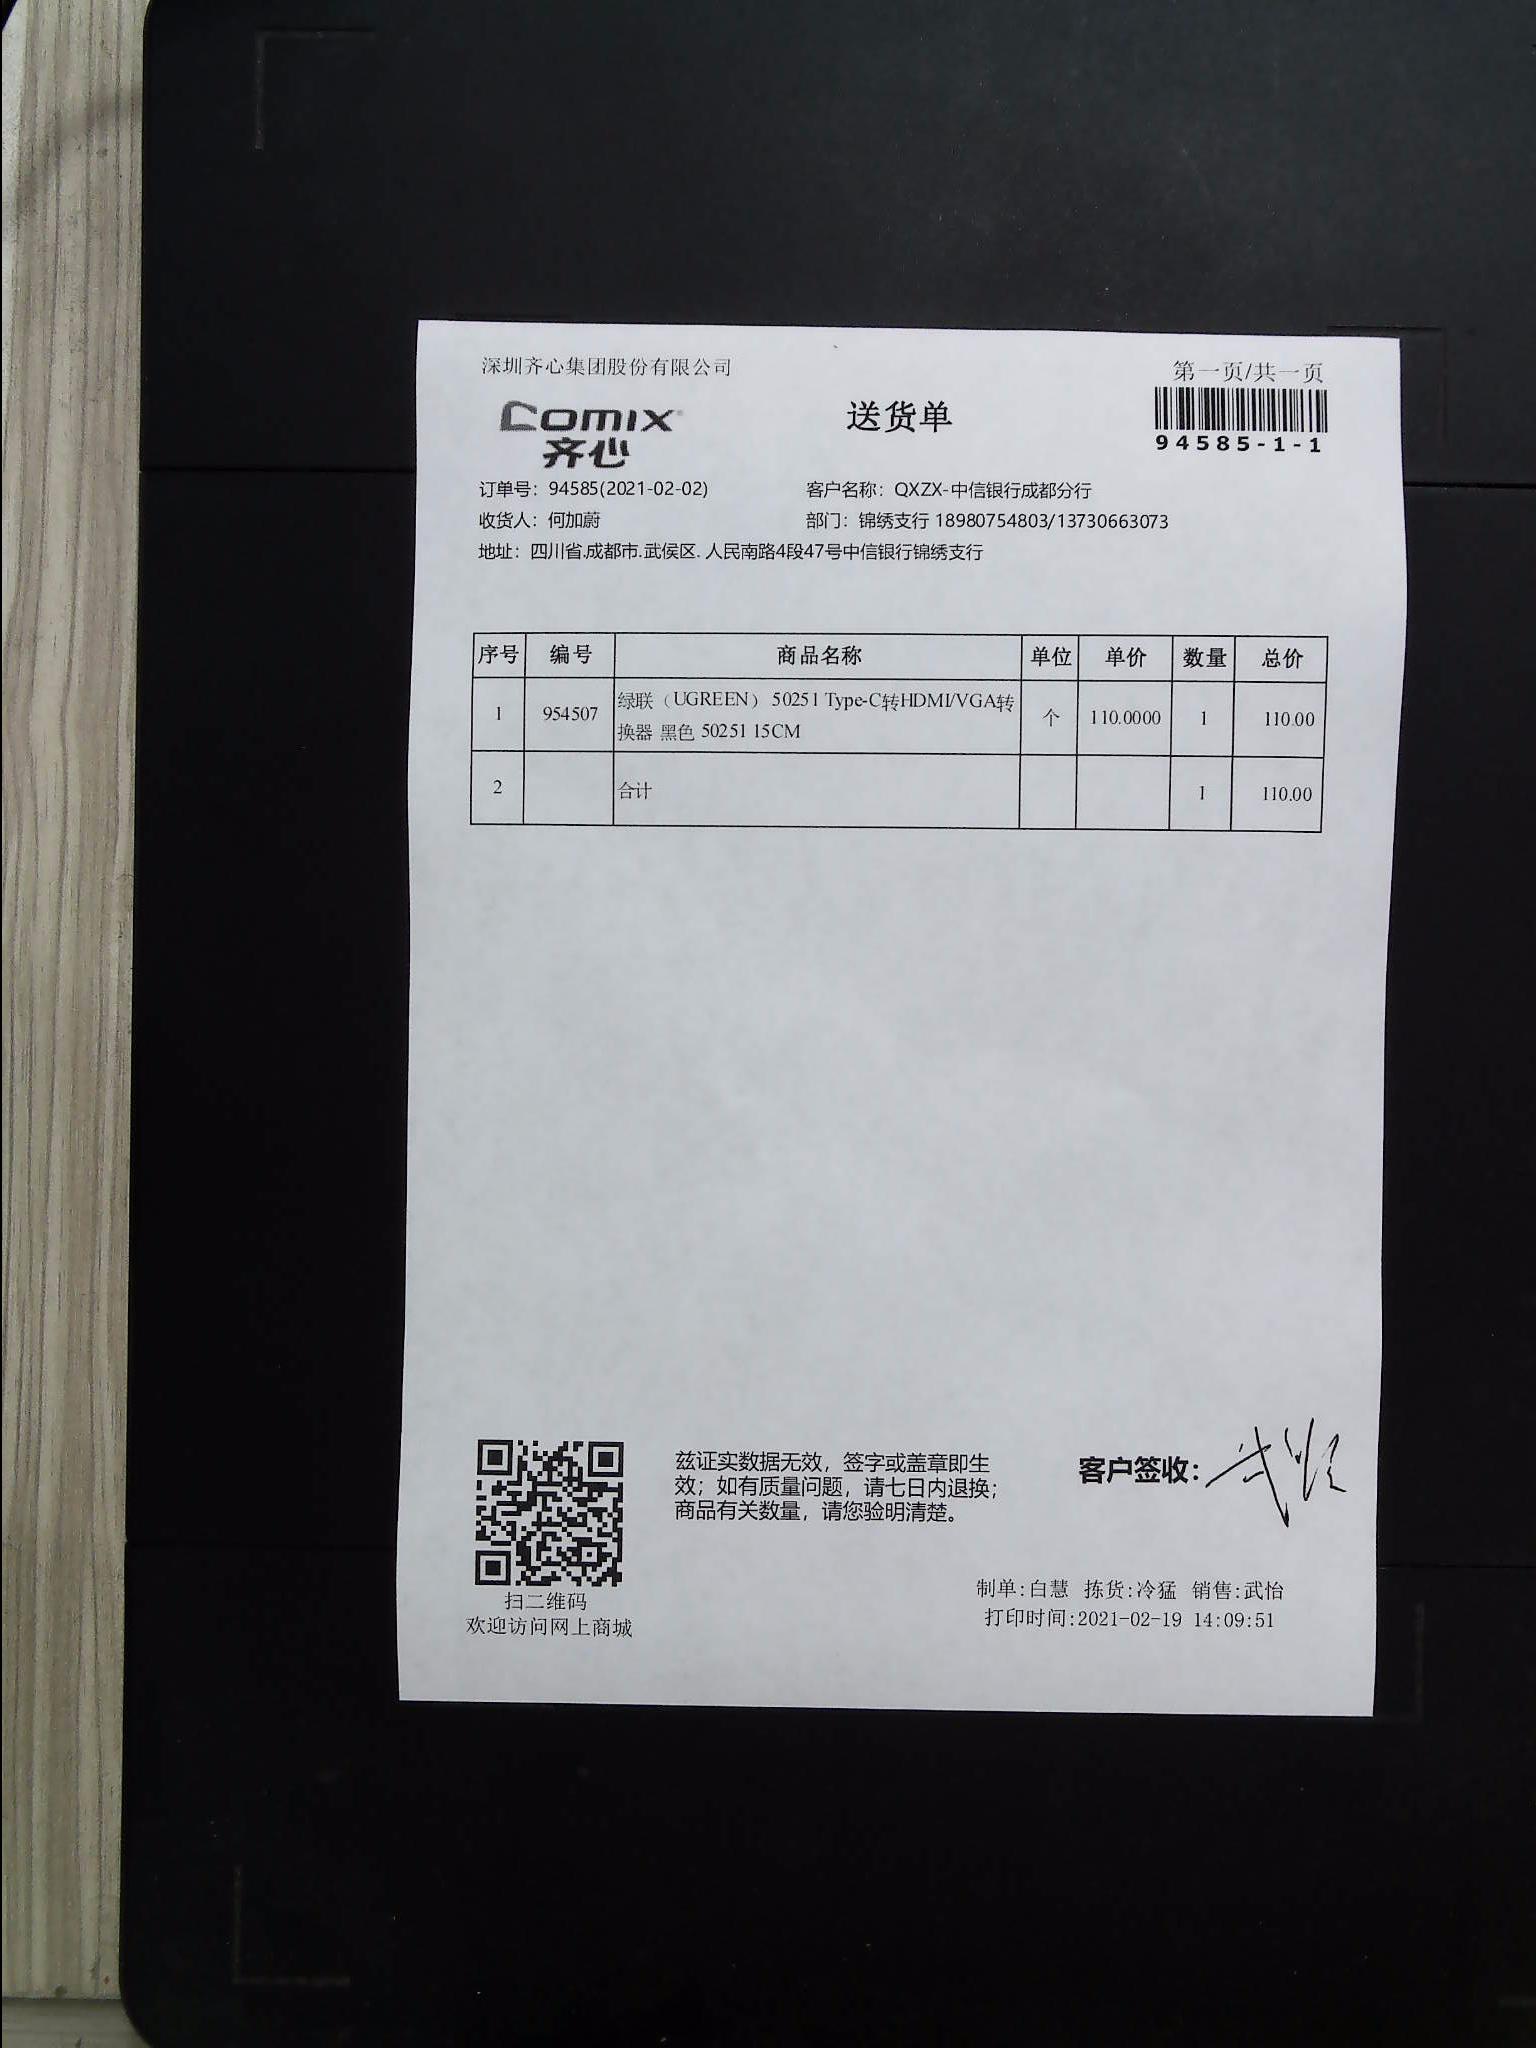 深圳齐心集团股份有限公司
第一页/共一页
comix
齐心
送货单
94585-1-1
订单号：94585(2021-02-02)
客户名称：QXZX-中信银行成都分行
收货人：何加蔚
部门：锦绣支行 18980754803/13730663073
地址：四川省.成都市.武侯区. 人民南路4段47号中信银行锦绣支行
序号 编号 商品名称 单位 单价 数量 总价
1 954507 绿联（UGREEN） 50251 Type-C转HDMI/VGA转 个 110.0000 1 110.00
换器 黑色 50251 15CM
2 合计 1 110.00
兹证实数据无效，签字或盖章即生
效；如有质量问题，请七日内退换；
商品有关数量，请您验明清楚。
客户签收：
扫二维码
欢迎访问网上商城
制单:白慧 拣货:冷猛 销售:武怡
打印时间:2021-02-19 14:09:51